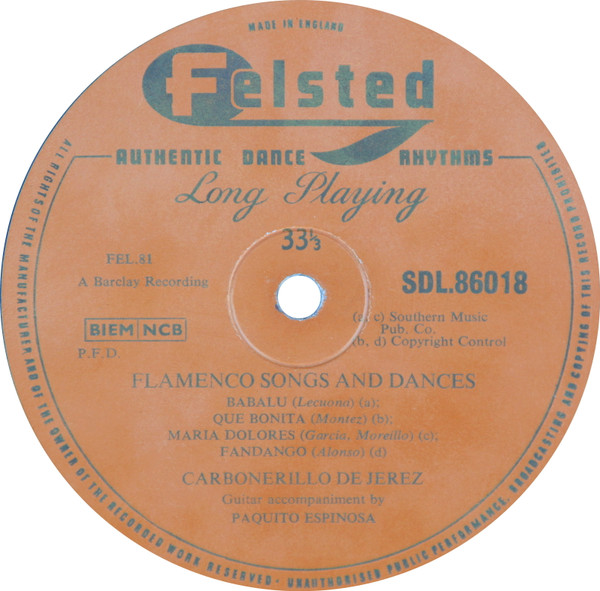 MADE IN ENGLAND
Felsted
AUTHENTIC DANCE RHYTHMS
Long Playing
33⅓
FEL.81
A Barclay Recording
SDL.86018
BIEM NCB
P.F.D.
(a, c) Southern Music
Pub. Co.
(b, d) Copyright Control
FLAMENCO SONGS AND DANCES
BABALU (Lecuona) (a);
QUE BONITA (Montez) (b);
MARIA DOLORES (Garcia, Moreillo) (c);
FANDANGO (Alonso) (d)
CARBONERILLO DE JEREZ
Guitar accompaniment by
PAQUITO ESPINOSA
ALL RIGHTS OF THE MANUFACTURER AND OF THE OWNER OF THE RECORDED WORK RESERVED · UNAUTHORISED PUBLIC PERFORMANCE, BROADCASTING AND COPYING OF THIS RECORD PROHIBITED